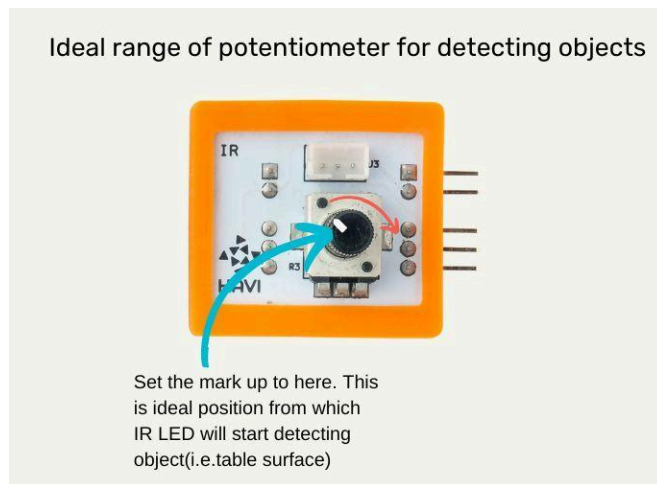 Ideal range of potentiometer for detecting objects
IR
J3
R3
HAVI
Set the mark up to here. This
is ideal position from which
IR LED will start detecting
object(i.e.table surface)